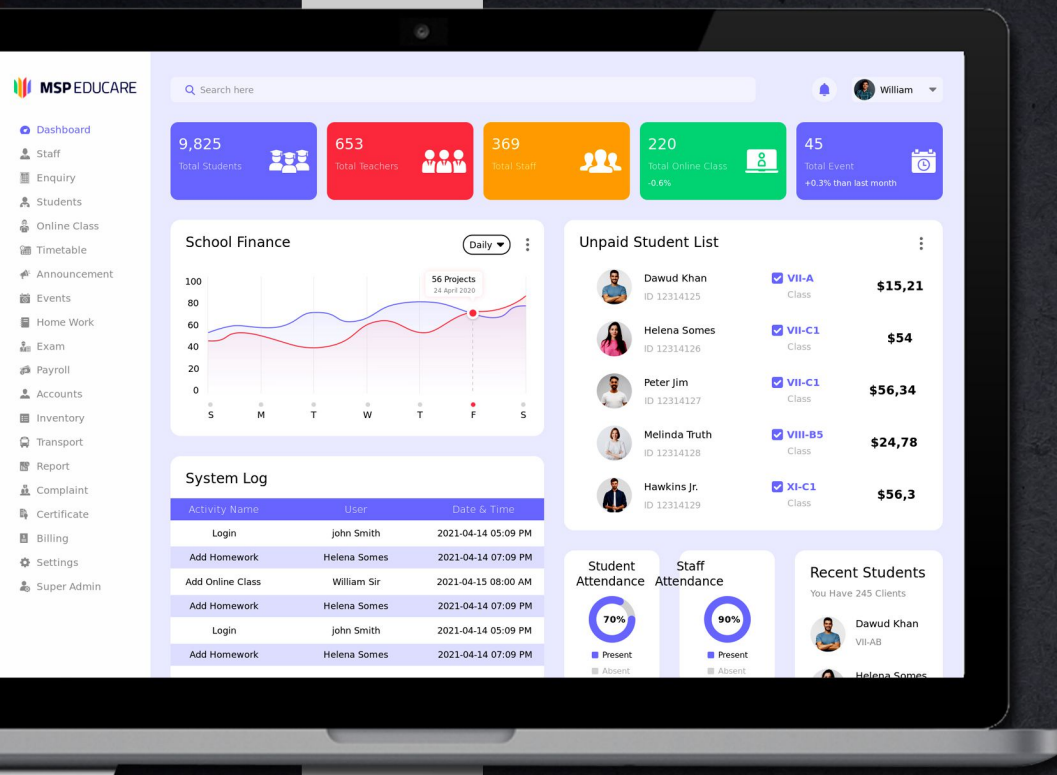 MSP EDUCARE
Search here
William
Dashboard
Staff
Enquiry
Students
Online Class
Timetable
Announcement
Events
Home Work
Exam
Payroll
Accounts
Inventory
Transport
Report
Complaint
Certificate
Billing
Settings
Super Admin
9,825
Total Students
653
Total Teachers
369
Total Staff
220
Total Online Class
-0.6%
45
Total Event
+0.3% than last month
School Finance
Daily
56 Projects
24 April 2020
100
80
60
40
20
0
S M T W T F S
Unpaid Student List
Dawud Khan VII-A $15,21
ID 12314125 Class
Helena Somes VII-C1 $54
ID 12314126 Class
Peter Jim VII-C1 $56,34
ID 12314127 Class
Melinda Truth VIII-B5 $24,78
ID 12314128 Class
Hawkins Jr. XI-C1 $56,3
ID 12314129 Class
System Log
Activity Name User Date & Time
Login john Smith 2021-04-14 05:09 PM
Add Homework Helena Somes 2021-04-14 07:09 PM
Add Online Class William Sir 2021-04-15 08:00 AM
Add Homework Helena Somes 2021-04-14 07:09 PM
Login john Smith 2021-04-14 05:09 PM
Add Homework Helena Somes 2021-04-14 07:09 PM
Student
Attendance
70%
Present
Absent
Staff
Attendance
90%
Present
Absent
Recent Students
You Have 245 Clients
Dawud Khan
VII-AB
Helena Somes